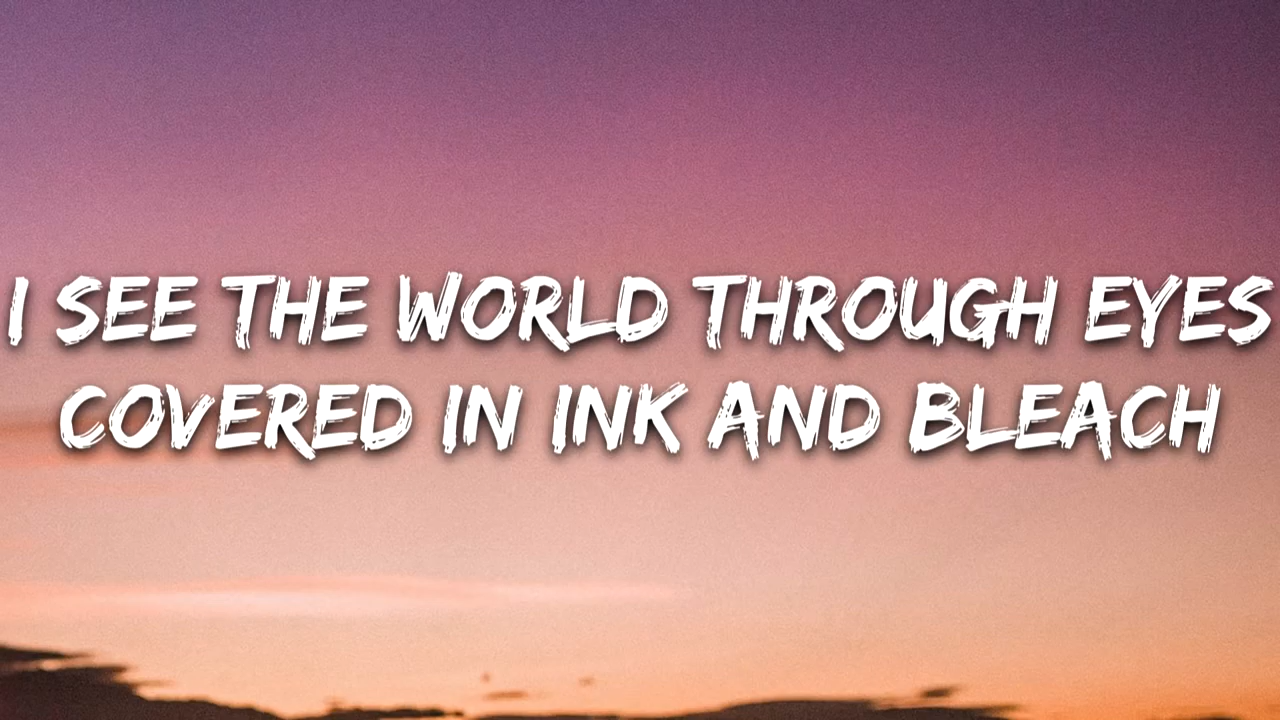 I SEE THE WORLD THROUGH EYES
COVERED IN INK AND BLEACH